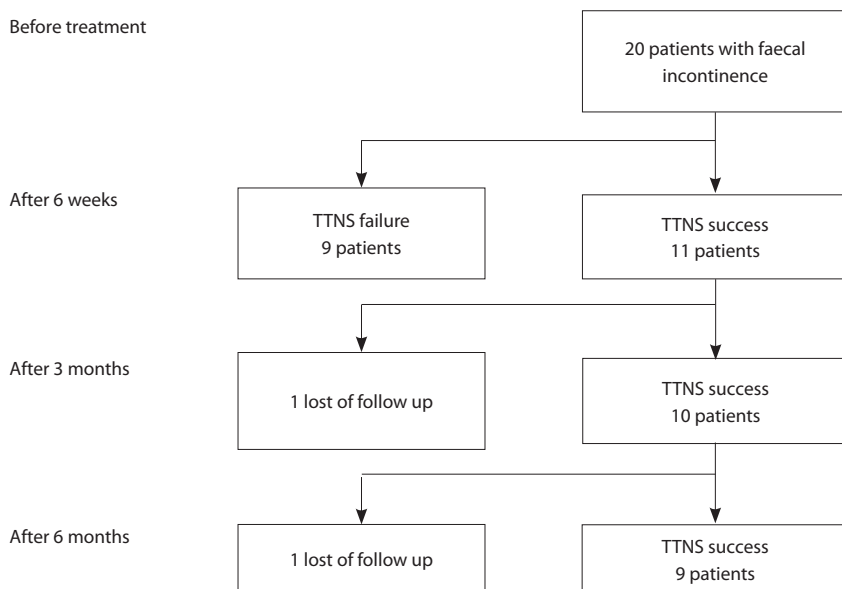 Before treatment
20 patients with faecal
incontinence
After 6 weeks
TTNS failure
9 patients
TTNS success
11 patients
After 3 months
1 lost of follow up
TTNS success
10 patients
After 6 months
1 lost of follow up
TTNS success
9 patients